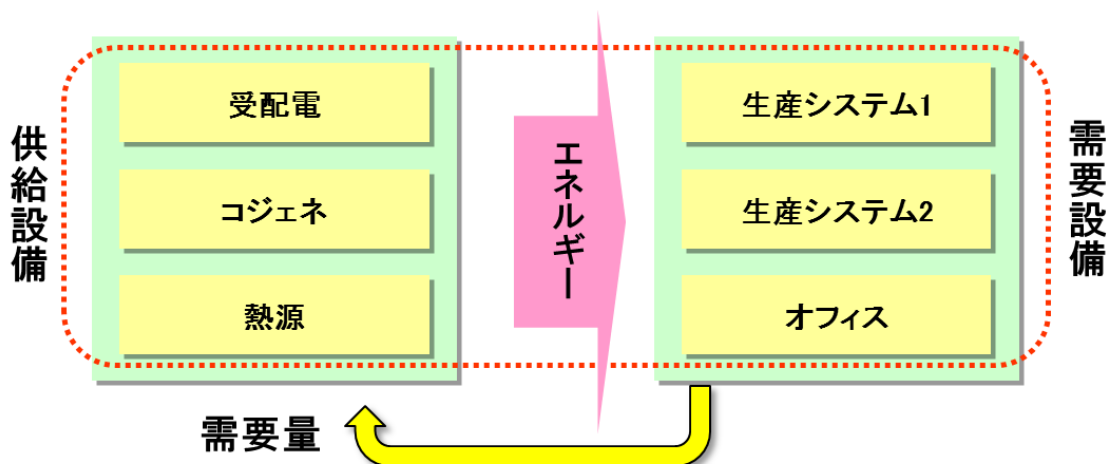 供給設備
受配電
コジェネ
熱源
エネルギー
生産システム1
生産システム2
オフィス
需要設備
需要量